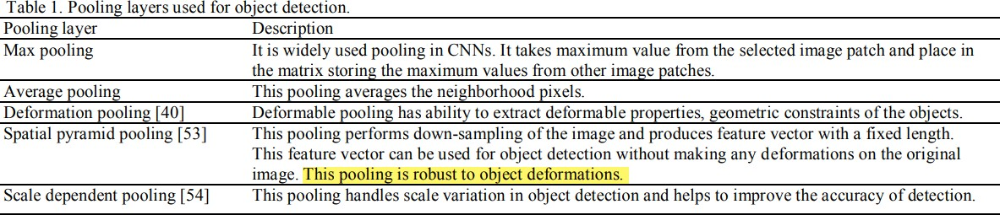 Table 1. Pooling layers used for object detection.
Pooling layer Description
Max pooling It is widely used pooling in CNNs. It takes maximum value from the selected image patch and place in
the matrix storing the maximum values from other image patches.
Average pooling This pooling averages the neighborhood pixels.
Deformation pooling [40] Deformable pooling has ability to extract deformable properties, geometric constraints of the objects.
Spatial pyramid pooling [53] This pooling performs down-sampling of the image and produces feature vector with a fixed length.
This feature vector can be used for object detection without making any deformations on the original
image. This pooling is robust to object deformations.
Scale dependent pooling [54] This pooling handles scale variation in object detection and helps to improve the accuracy of detection.